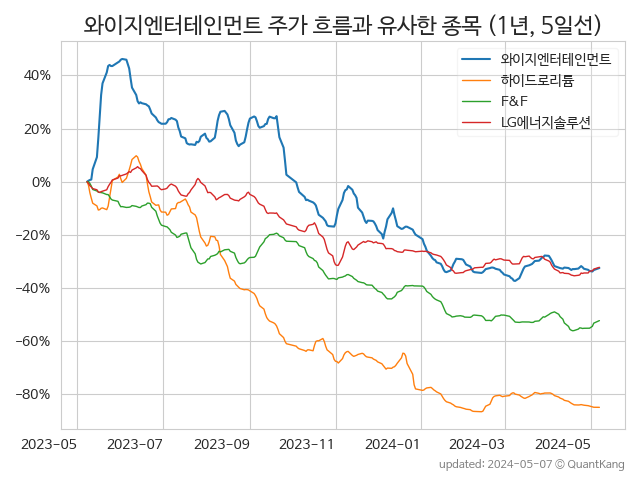 와이지엔터테인먼트 주가 흐름과 유사한 종목 (1년, 5일선)
와이지엔터테인먼트
하이드로리튬
F&F
LG에너지솔루션
40%
20%
0%
−20%
−40%
−60%
−80%
2023-05 2023-07 2023-09 2023-11 2024-01 2024-03 2024-05
updated: 2024-05-07 © QuantKang